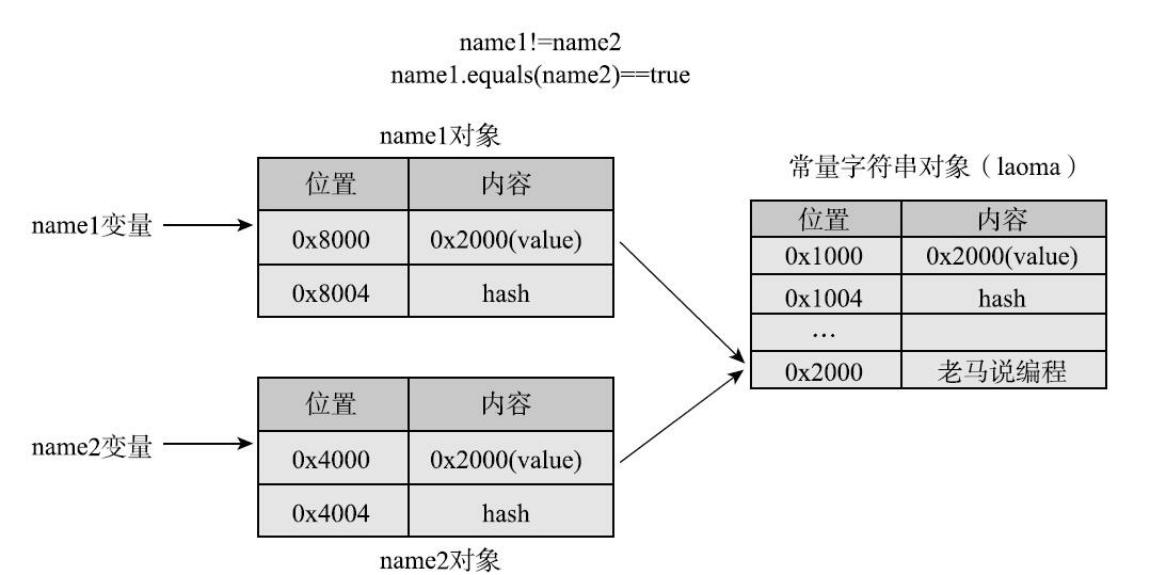 name1!=name2
name1.equals(name2)==true
name1对象
位置 内容
name1变量
0x8000 0x2000(value)
0x8004 hash
常量字符串对象（laoma）
位置 内容
0x1000 0x2000(value)
0x1004 hash
…
0x2000 老马说编程
位置 内容
name2变量
0x4000 0x2000(value)
0x4004 hash
name2对象